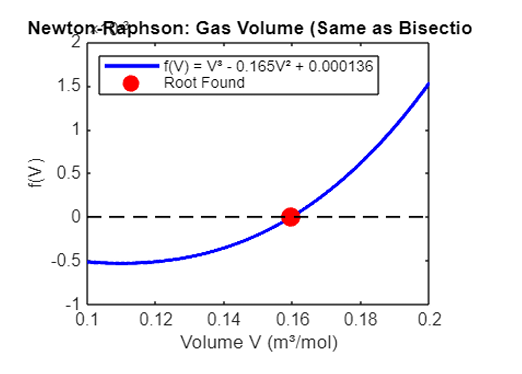 Newton-Raphson: Gas Volume (Same as Bisectio
f(V) = V³ - 0.165V² + 0.000136
Root Found
2
1.5
1
0.5
0
-0.5
-1
f(V)
0.1 0.12 0.14 0.16 0.18 0.2
Volume V (m³/mol)